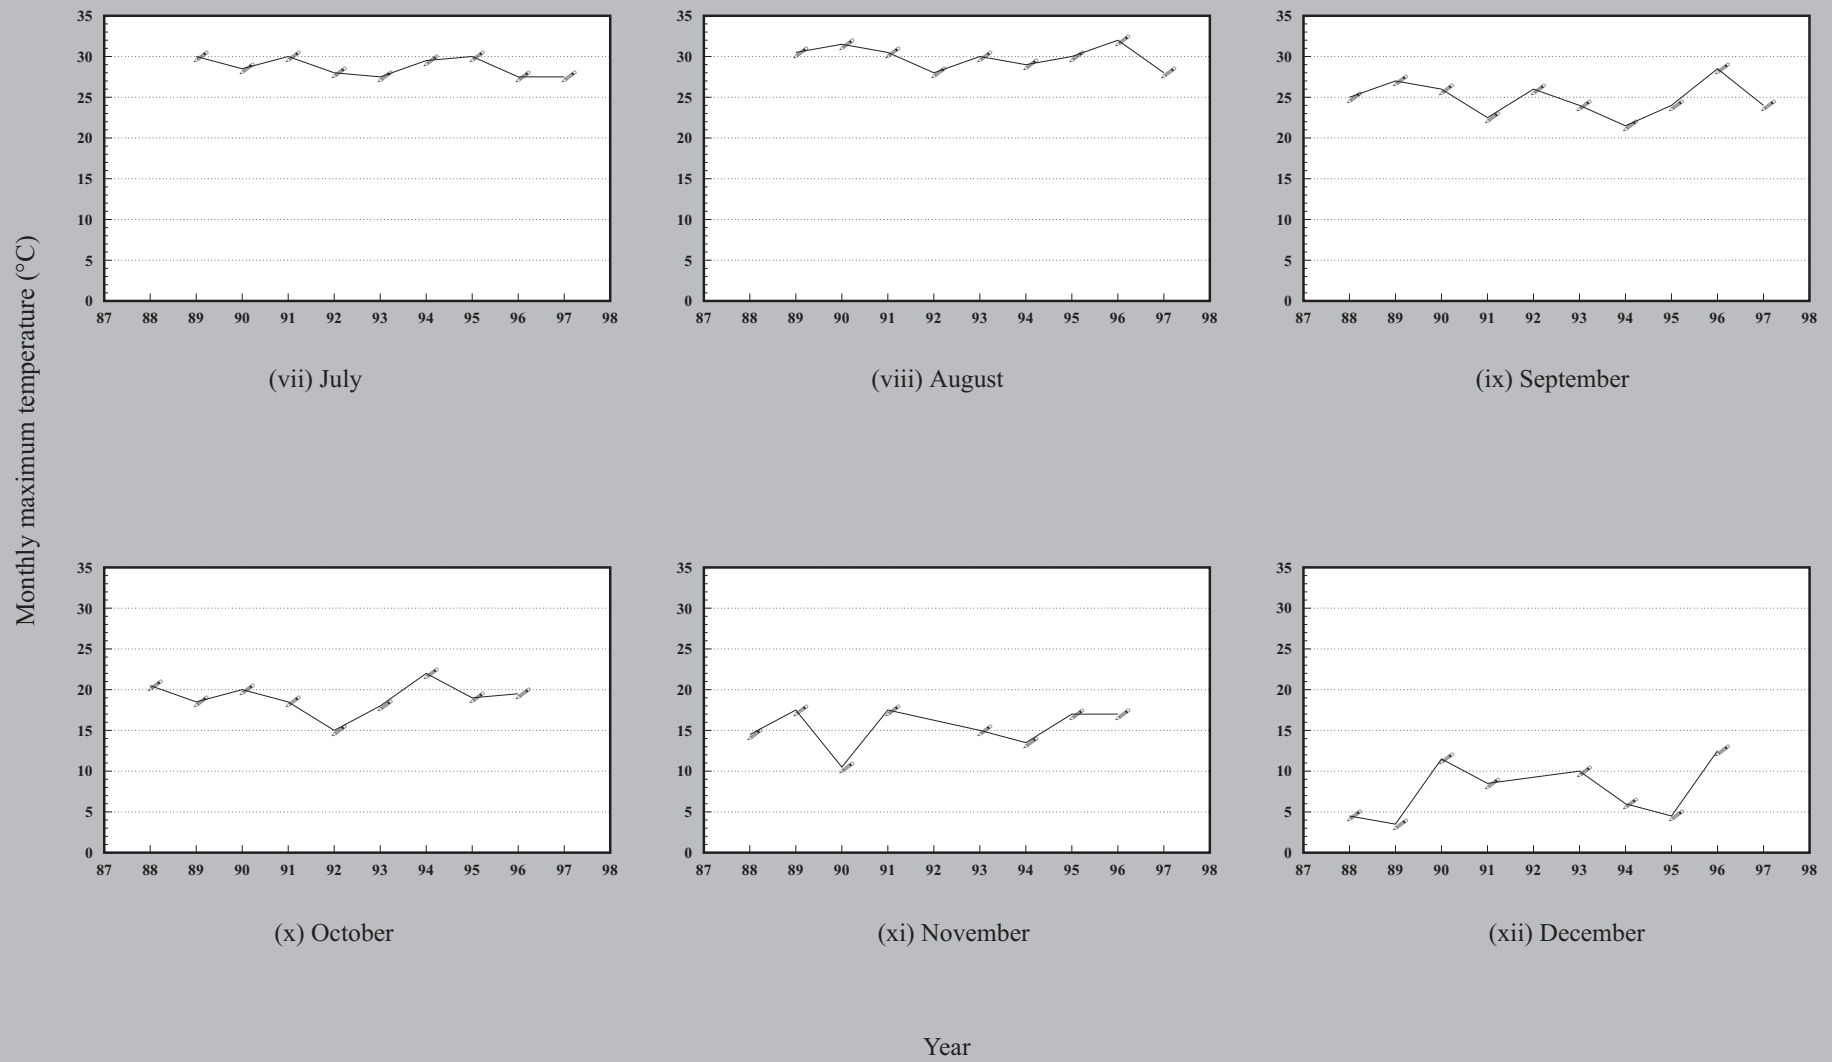 Monthly maximum temperature (°C)
35 30 25 20 15 10 5 0
87 88 89 90 91 92 93 94 95 96 97 98
(vii) July
35 30 25 20 15 10 5 0
87 88 89 90 91 92 93 94 95 96 97 98
(viii) August
35 30 25 20 15 10 5 0
87 88 89 90 91 92 93 94 95 96 97 98
(ix) September
35 30 25 20 15 10 5 0
87 88 89 90 91 92 93 94 95 96 97 98
(x) October
35 30 25 20 15 10 5 0
87 88 89 90 91 92 93 94 95 96 97 98
(xi) November
35 30 25 20 15 10 5 0
87 88 89 90 91 92 93 94 95 96 97 98
(xii) December
Year